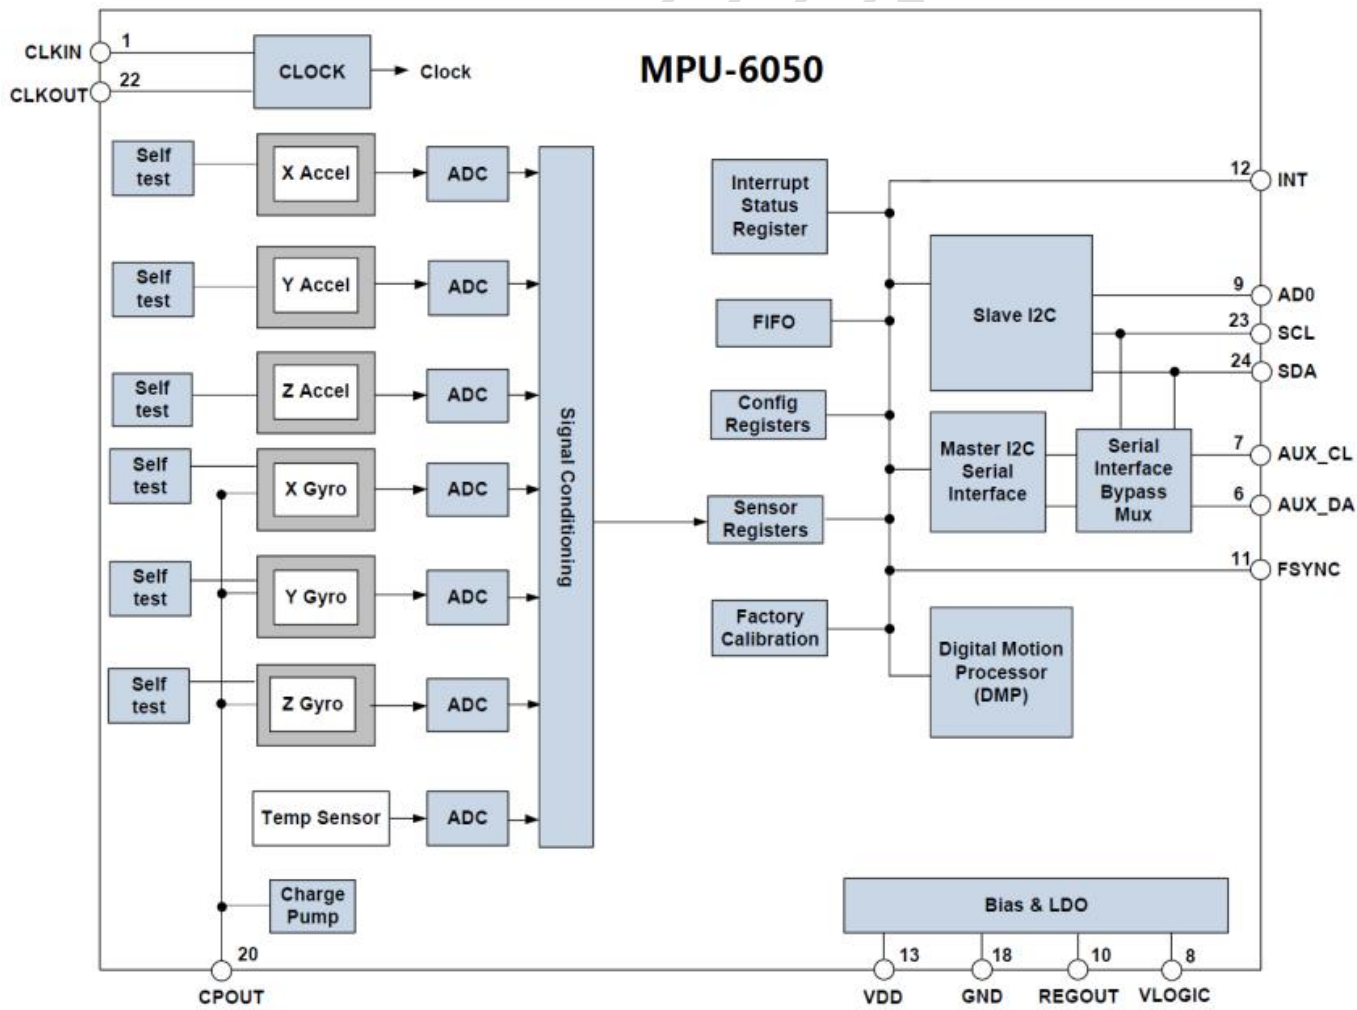 MPU-6050
CLKIN
1
CLKOUT
22
CLOCK
Clock
Self
test
X Accel
ADC
Self
test
Y Accel
ADC
Self
test
Z Accel
ADC
Self
test
X Gyro
ADC
Self
test
Y Gyro
ADC
Self
test
Z Gyro
ADC
Temp Sensor
ADC
Charge
Pump
20
CPOUT
Signal Conditioning
Interrupt
Status
Register
FIFO
Config
Registers
Sensor
Registers
Factory
Calibration
Slave I2C
Master I2C
Serial
Interface
Serial
Interface
Bypass
Mux
Digital Motion
Processor
(DMP)
12
INT
9
AD0
23
SCL
24
SDA
7
AUX_CL
6
AUX_DA
11
FSYNC
Bias & LDO
13
VDD
18
GND
10
REGOUT
8
VLOGIC